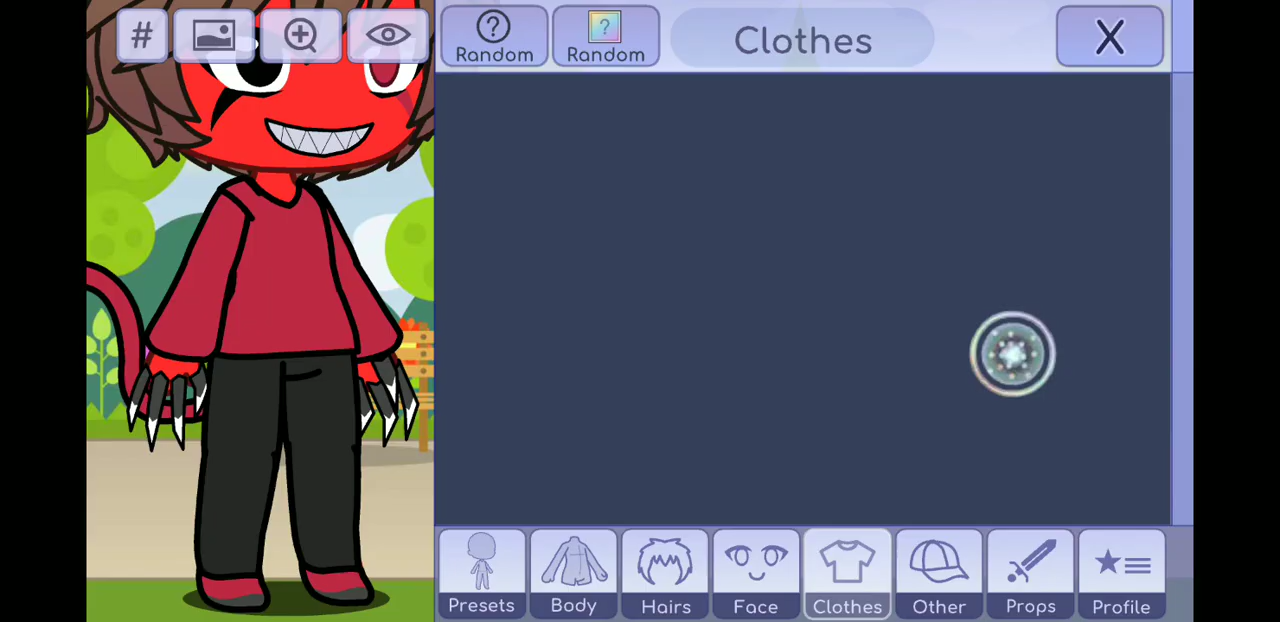 #
? Random
? Random
Clothes
X
Presets
Body
Hairs
Face
Clothes
Other
Props
Profile